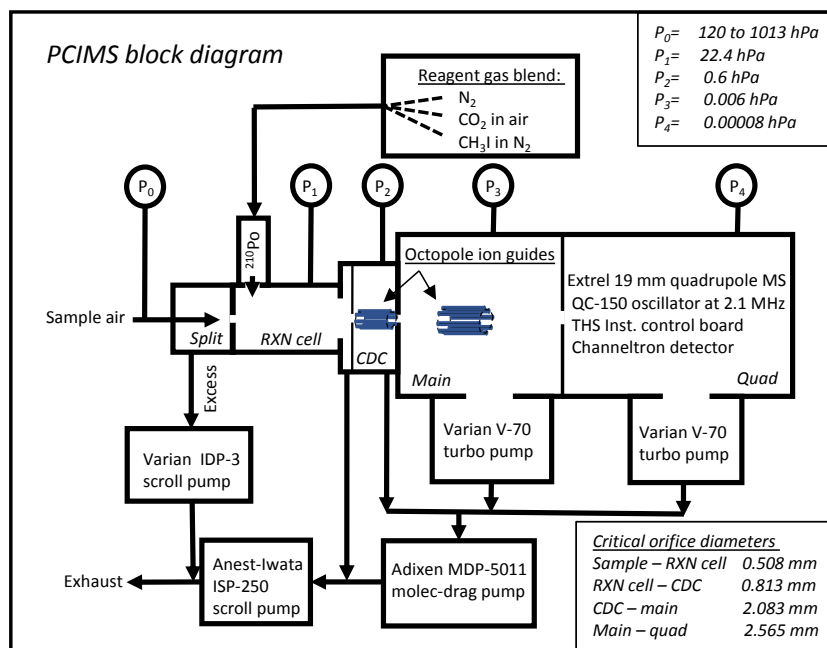 PCIMS block diagram
Reagent gas blend:
N₂
CO₂ in air
CH₃I in N₂
P₀= 120 to 1013 hPa
P₁= 22.4 hPa
P₂= 0.6 hPa
P₃= 0.006 hPa
P₄= 0.00008 hPa
P₀
P₁
P₂
P₃
P₄
²¹⁰Po
Octopole ion guides
Sample air
Split
RXN cell
CDC
Main
Extrel 19 mm quadrupole MS
QC-150 oscillator at 2.1 MHz
THS Inst. control board
Channeltron detector
Quad
Excess
Varian IDP-3
scroll pump
Varian V-70
turbo pump
Varian V-70
turbo pump
Exhaust
Anest-Iwata
ISP-250
scroll pump
Adixen MDP-5011
molec-drag pump
Critical orifice diameters
Sample – RXN cell 0.508 mm
RXN cell – CDC 0.813 mm
CDC – main 2.083 mm
Main – quad 2.565 mm